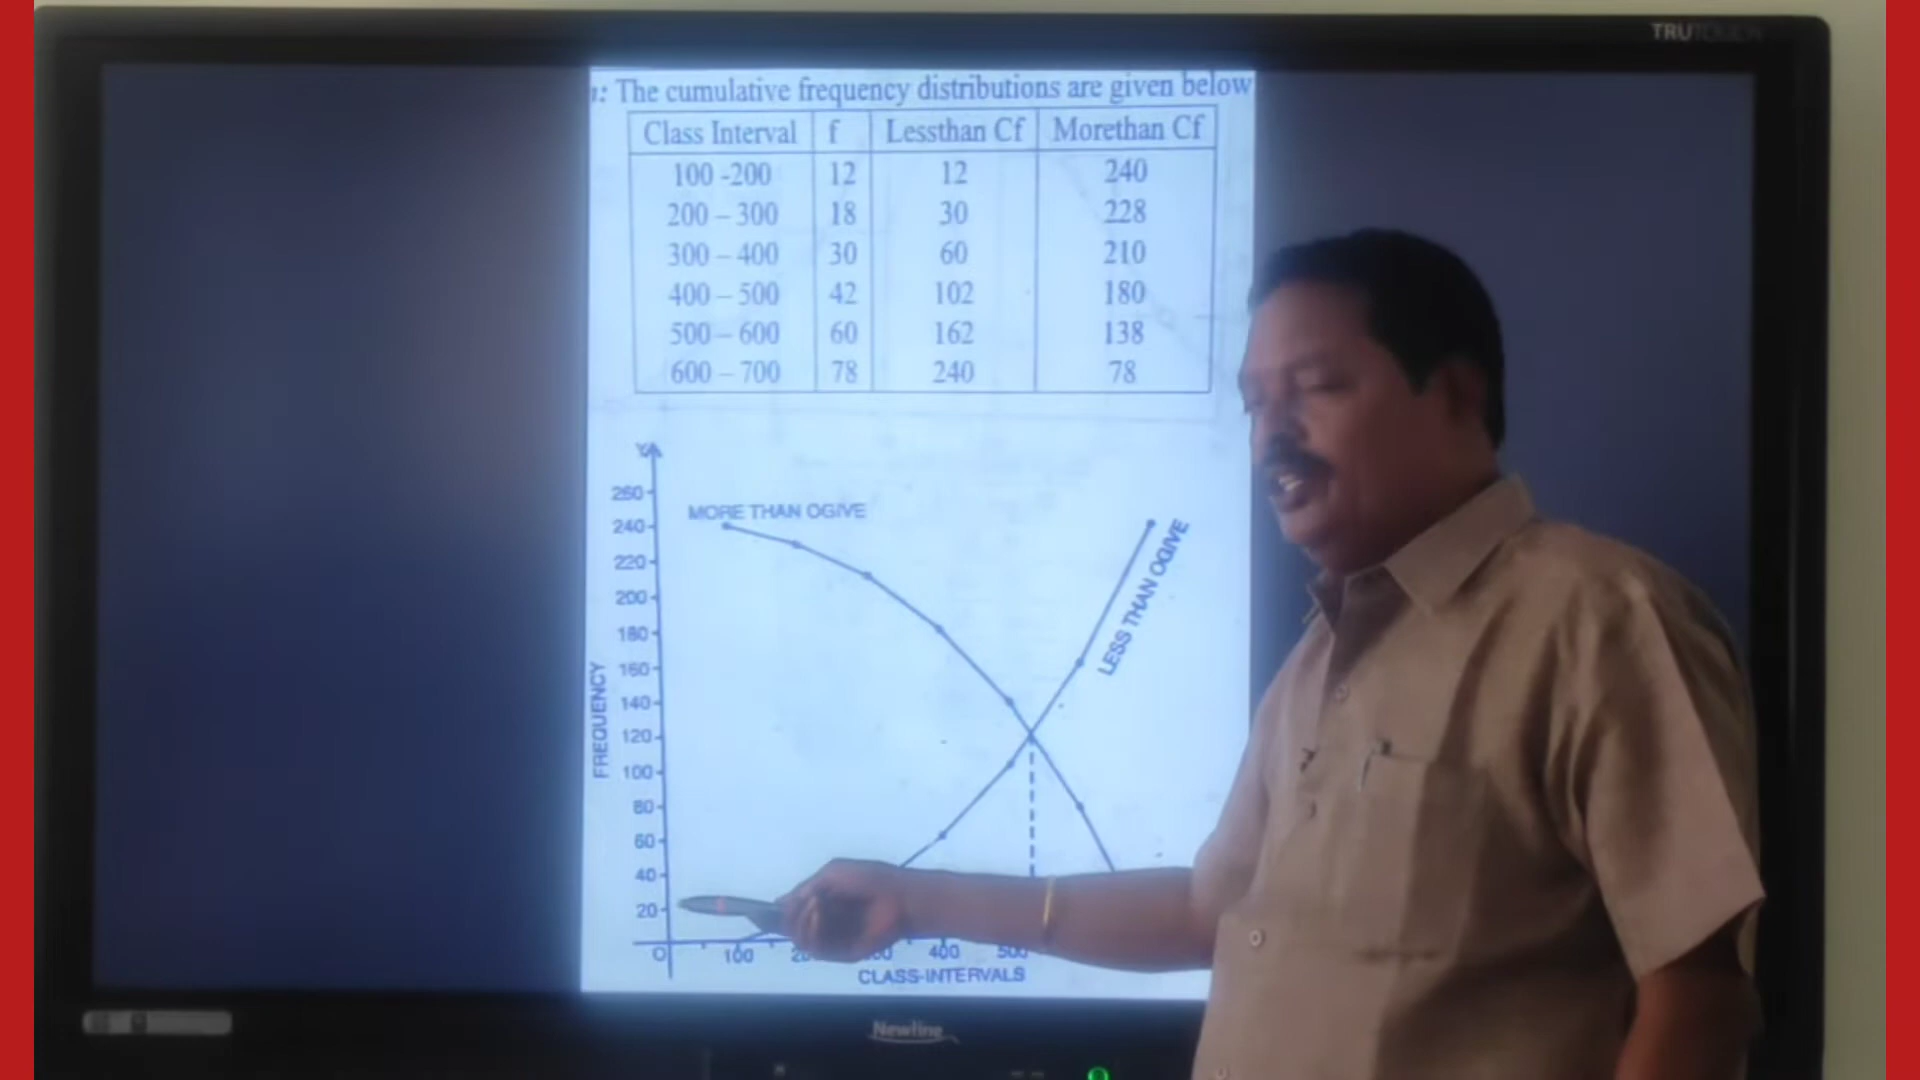 : The cumulative frequency distributions are given below
Class Interval f Lessthan Cf Morethan Cf
100 -200 12 12 240
200 – 300 18 30 228
300 – 400 30 60 210
400 – 500 42 102 180
500 – 600 60 162 138
600 – 700 78 240 78
Y
260
MORE THAN OGIVE
240
220
200
180
160
140
120
100
80
60
40
20
LESS THAN OGIVE
FREQUENCY
O 100 400
CLASS-INTERVALS
Newline